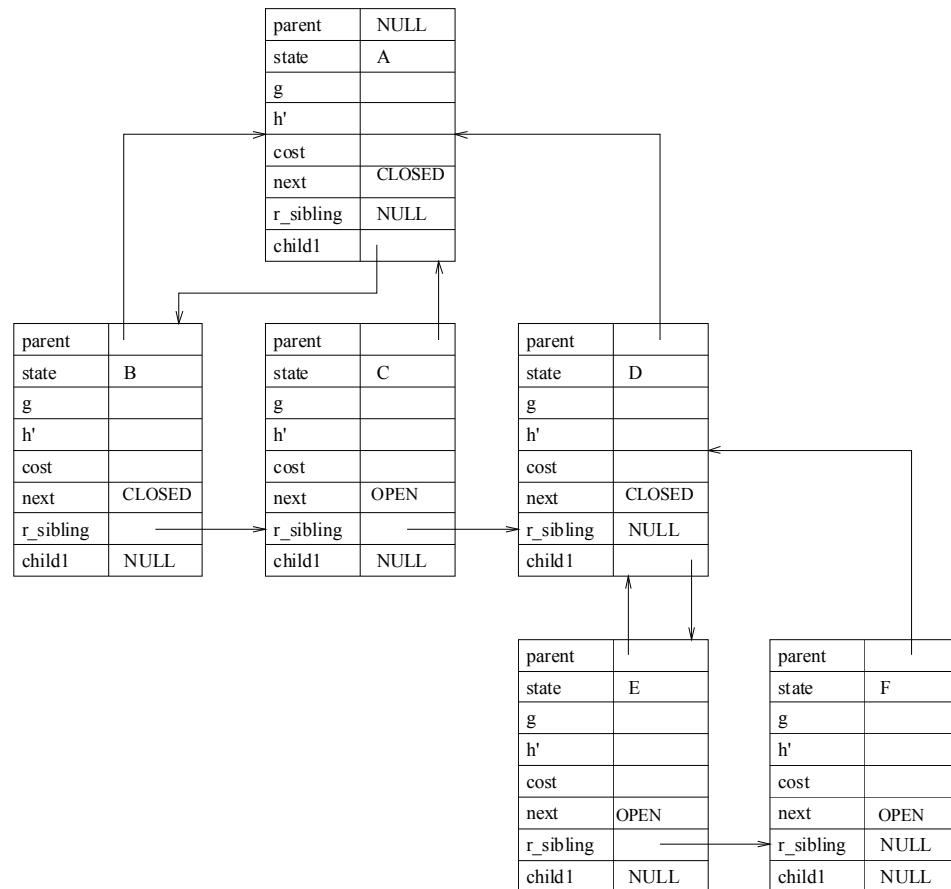 parent NULL
state A
g
h'
cost
next CLOSED
r_sibling NULL
child1
parent
state B
g
h'
cost
next CLOSED
r_sibling
child1 NULL
parent
state C
g
h'
cost
next OPEN
r_sibling
child1 NULL
parent
state D
g
h'
cost
next CLOSED
r_sibling NULL
child1
parent
state E
g
h'
cost
next OPEN
r_sibling
child1 NULL
parent
state F
g
h'
cost
next OPEN
r_sibling NULL
child1 NULL